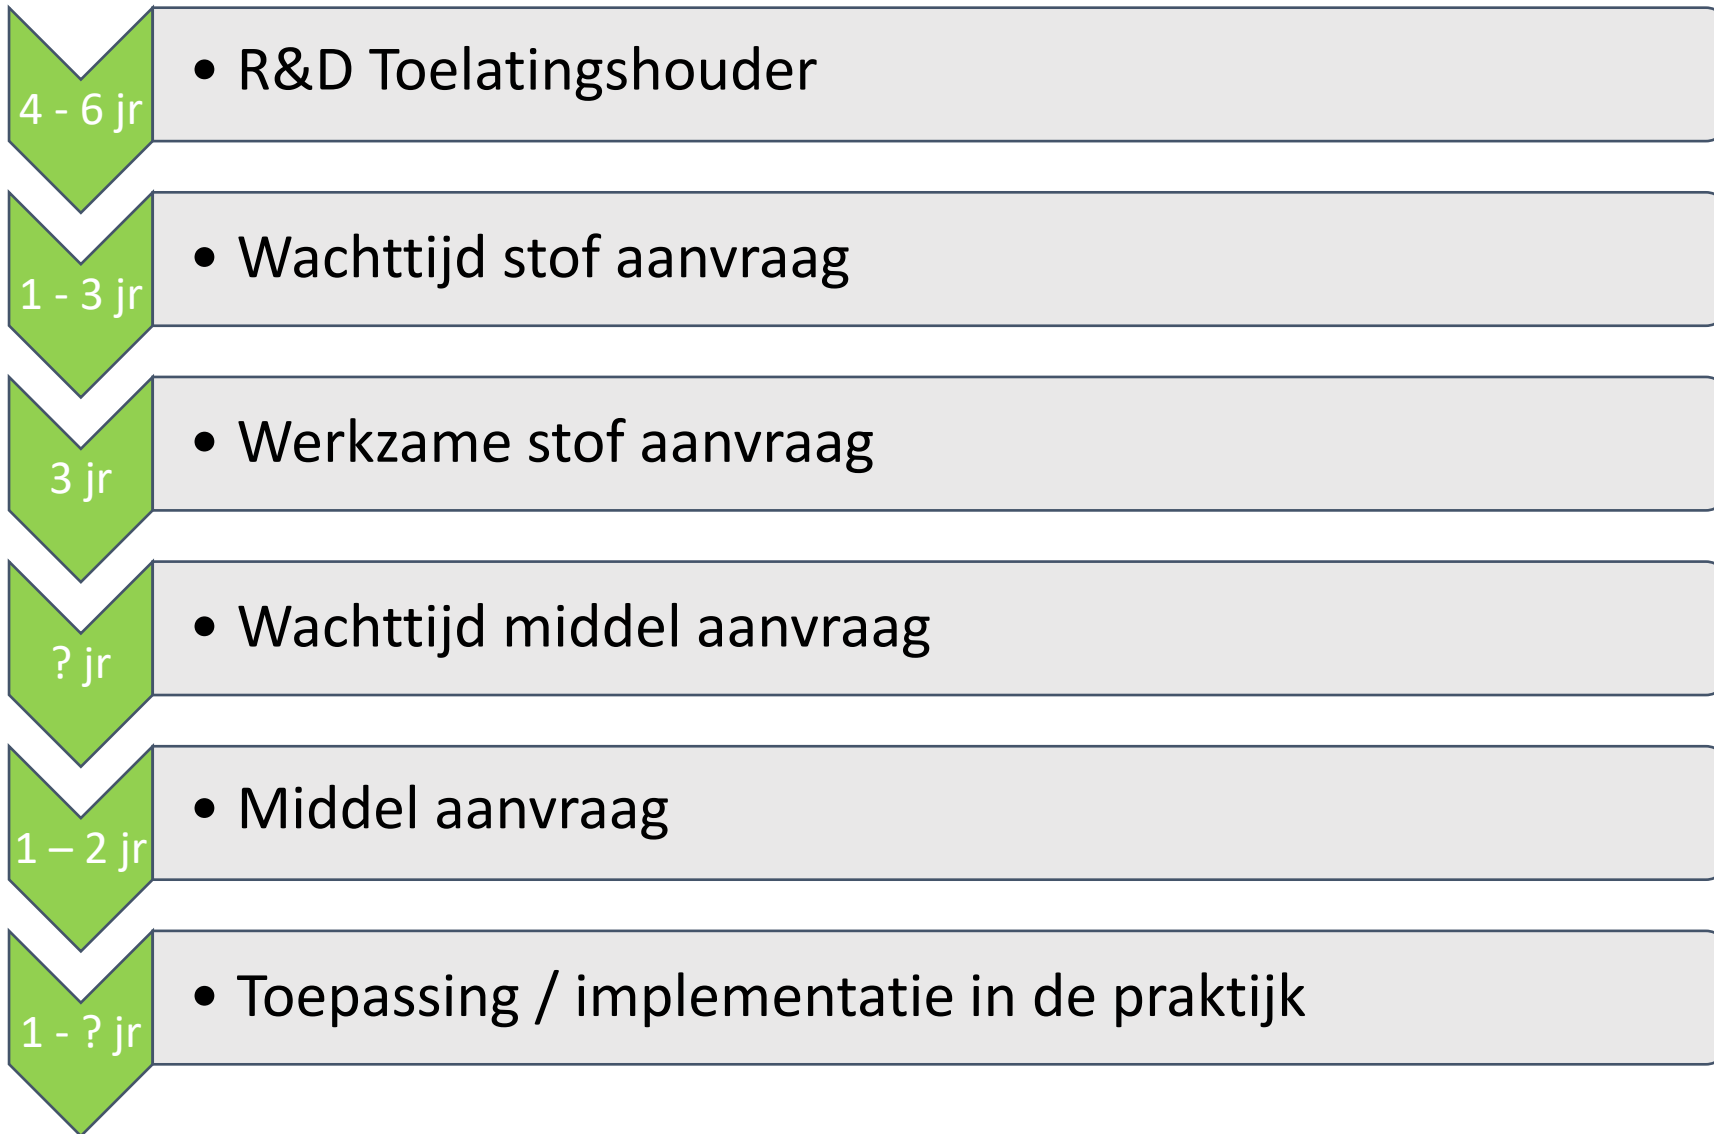 4 - 6 jr
• R&D Toelatingshouder
1 - 3 jr
• Wachttijd stof aanvraag
3 jr
• Werkzame stof aanvraag
? jr
• Wachttijd middel aanvraag
1 – 2 jr
• Middel aanvraag
1 - ? jr
• Toepassing / implementatie in de praktijk